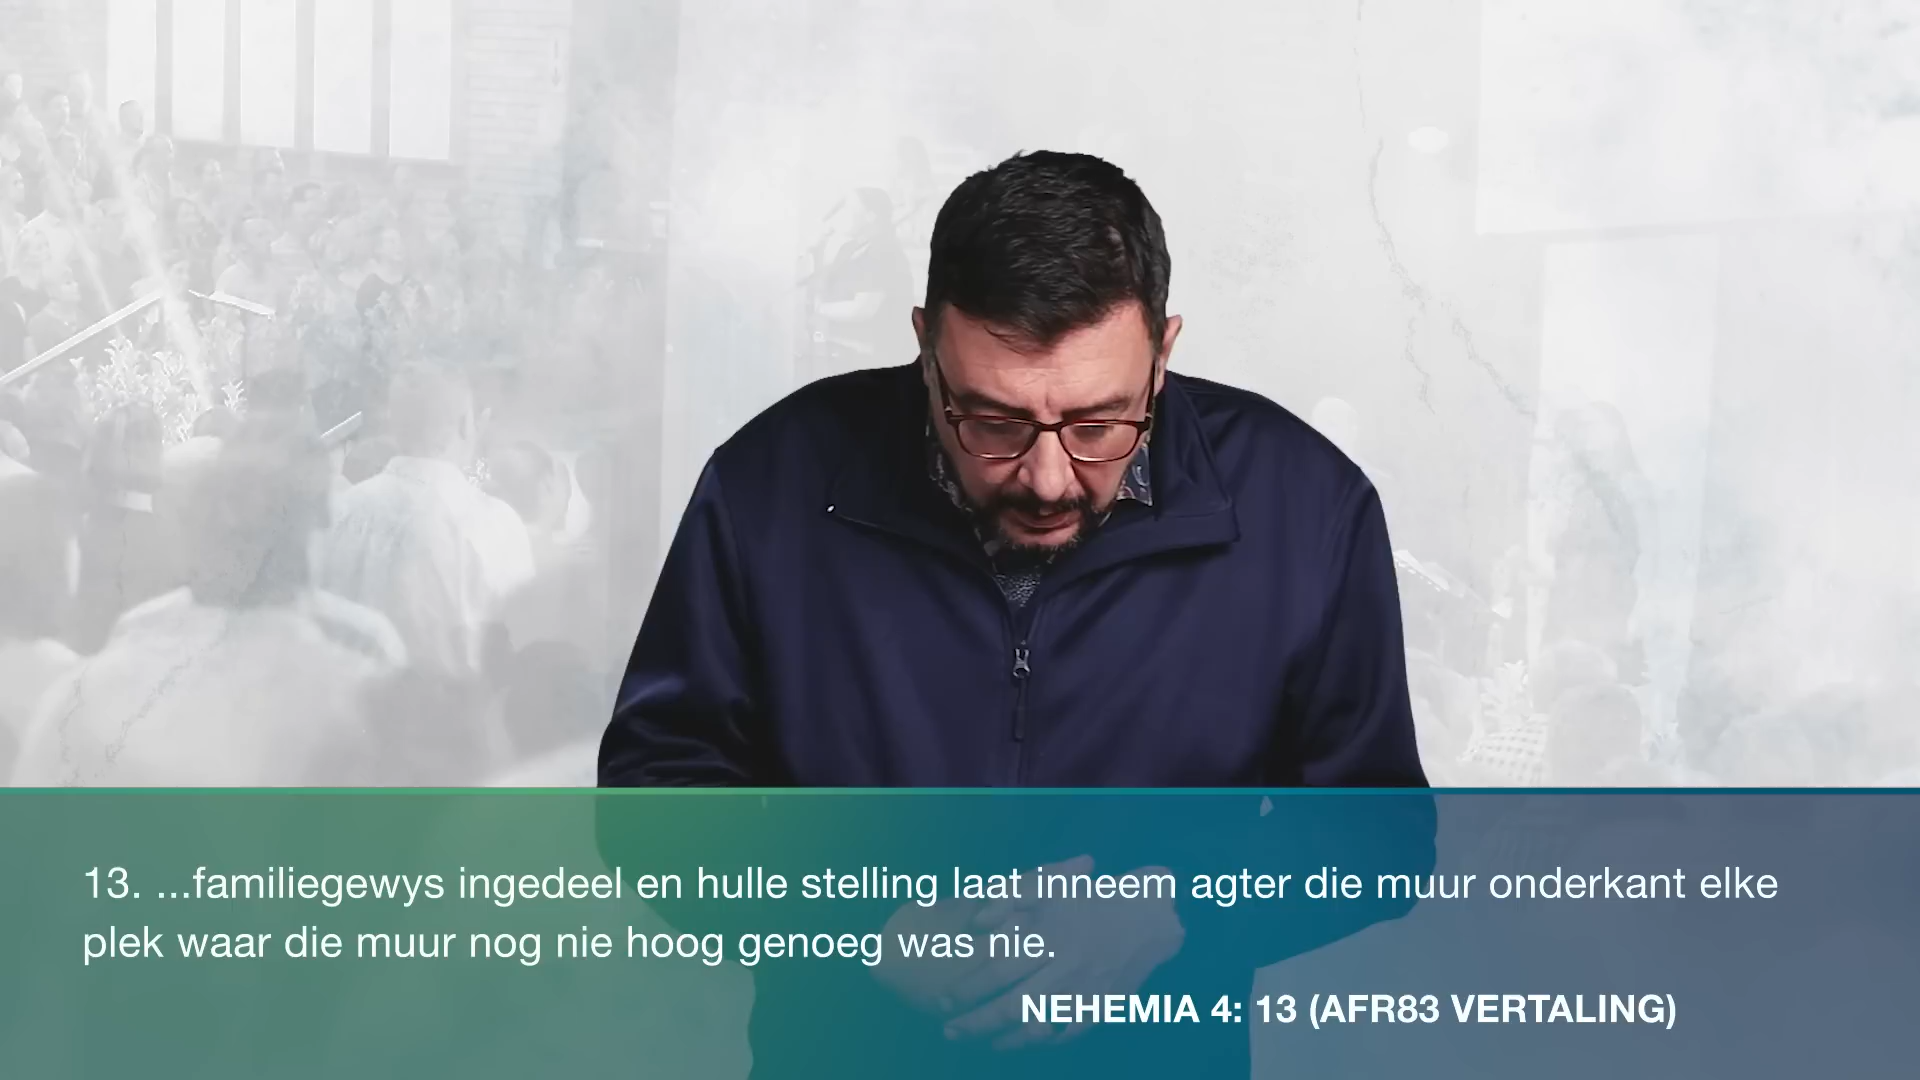 13. ...familiegewys ingedeel en hulle stelling laat inneem agter die muur onderkant elke
plek waar die muur nog nie hoog genoeg was nie.
NEHEMIA 4: 13 (AFR83 VERTALING)